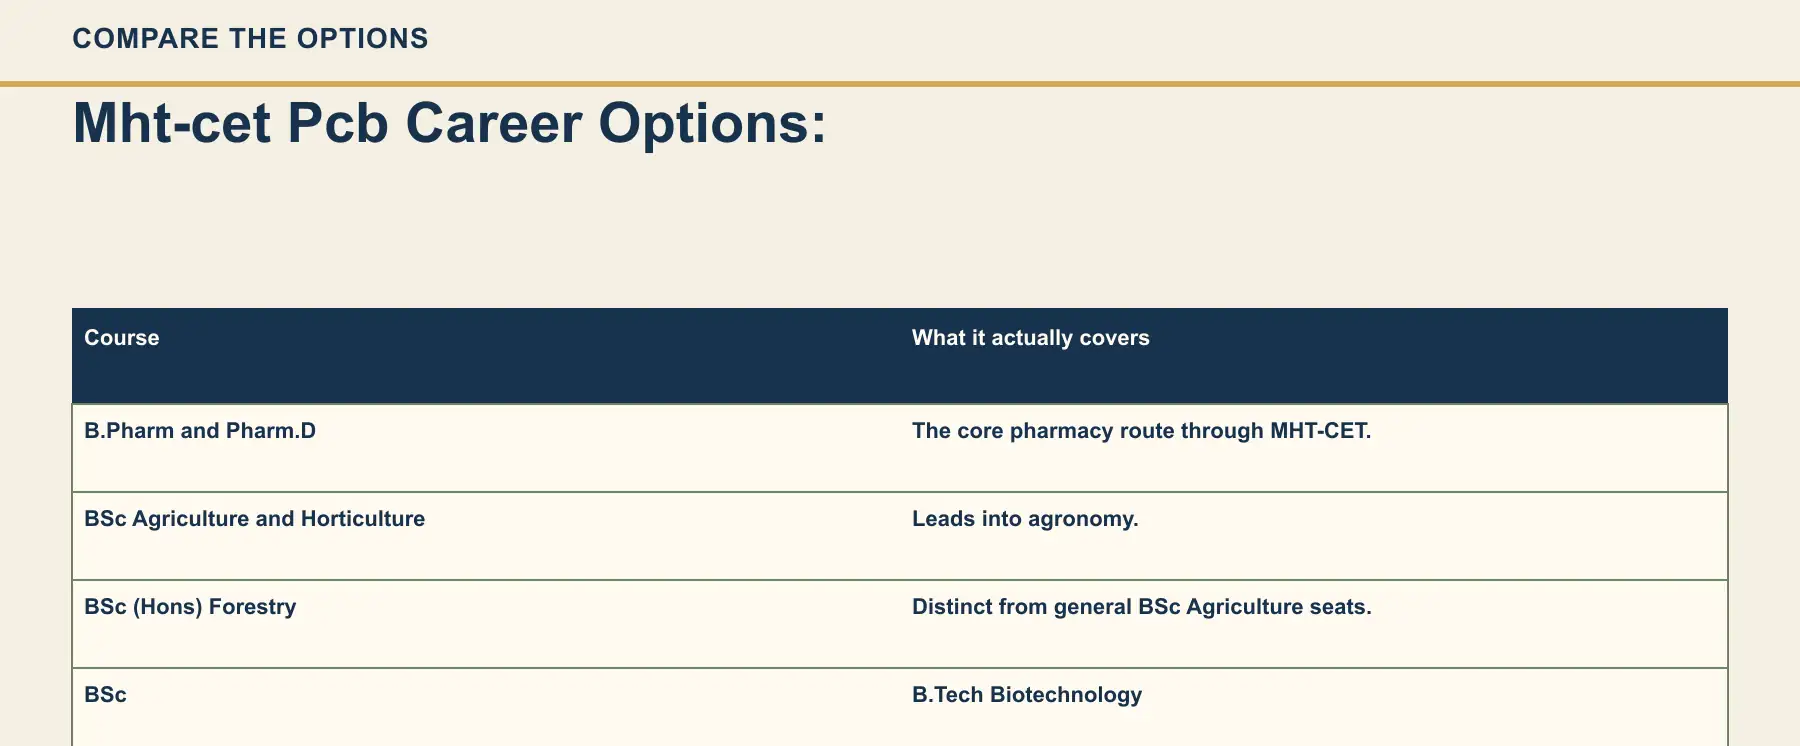 COMPARE THE OPTIONS
Mht-cet Pcb Career Options:
Course What it actually covers
B.Pharm and Pharm.D The core pharmacy route through MHT-CET.
BSc Agriculture and Horticulture Leads into agronomy.
BSc (Hons) Forestry Distinct from general BSc Agriculture seats.
BSc B.Tech Biotechnology